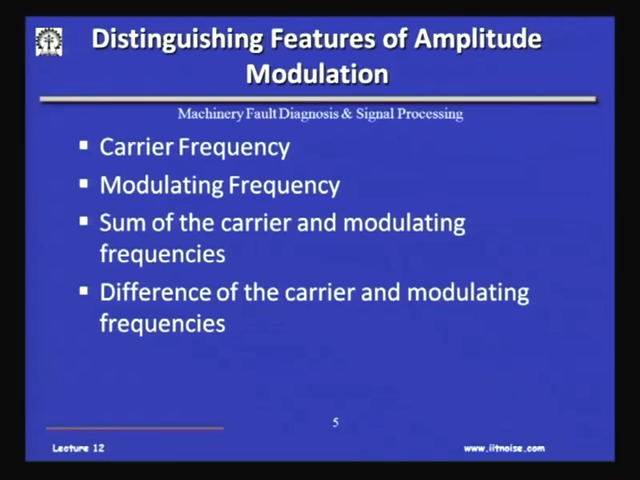 Distinguishing Features of Amplitude
Modulation
Machinery Fault Diagnosis & Signal Processing
▪ Carrier Frequency
▪ Modulating Frequency
▪ Sum of the carrier and modulating
frequencies
▪ Difference of the carrier and modulating
frequencies
5
Lecture 12
www.iitnoise.com